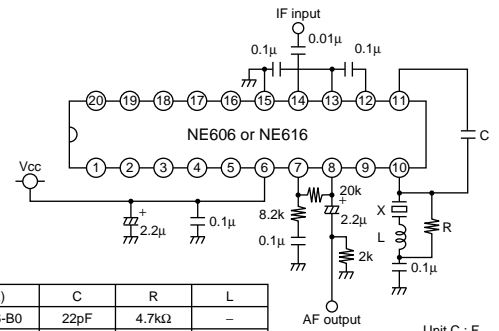 IF input
0.01μ
0.1μ
0.1μ
20 19 18 17 16 15 14 13 12 11
C
NE606 or NE616
1 2 3 4 5 6 7 8 9 10
Vcc
20k
X
+
2.2μ
0.1μ
8.2k
+
2.2μ
L
R
0.1μ
2k
0.1μ
AF output
) C R L
-B0 22pF 4.7kΩ –